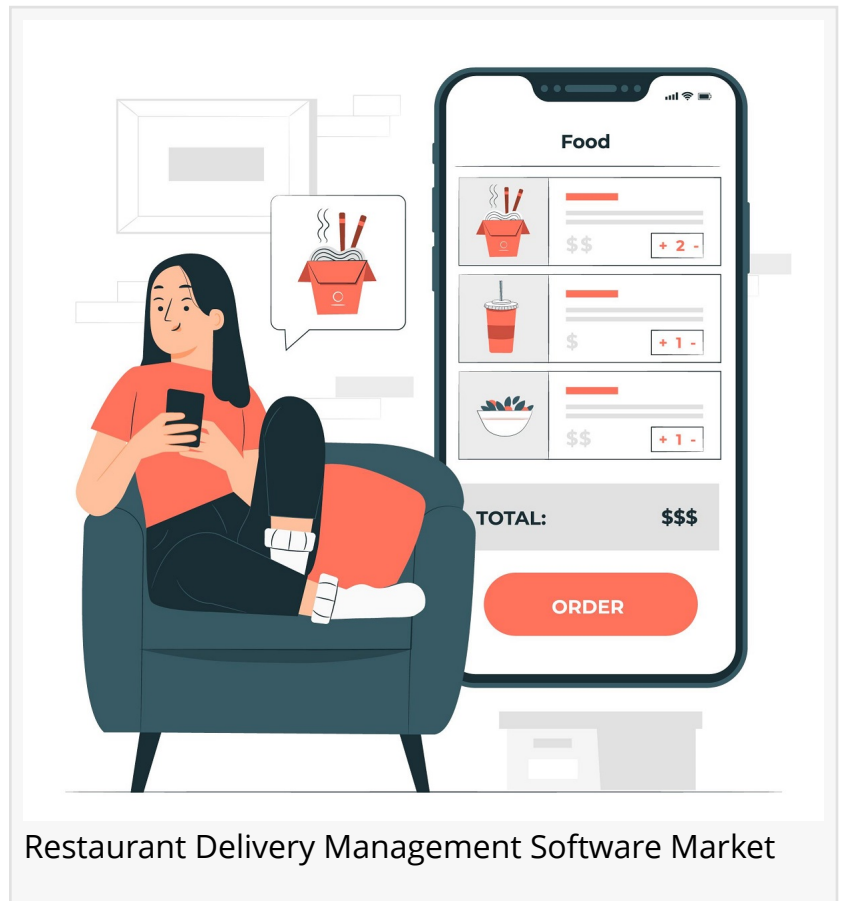 Food
$$
+ 2 -
$
+ 1 -
$$
+ 1 -
TOTAL: $$$
ORDER
Restaurant Delivery Management Software Market